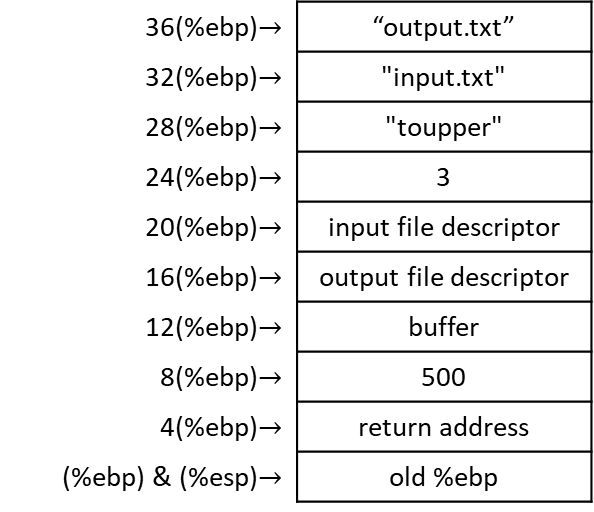 36(%ebp)→ “output.txt”
32(%ebp)→ "input.txt"
28(%ebp)→ "toupper"
24(%ebp)→ 3
20(%ebp)→ input file descriptor
16(%ebp)→ output file descriptor
12(%ebp)→ buffer
8(%ebp)→ 500
4(%ebp)→ return address
(%ebp) & (%esp)→ old %ebp